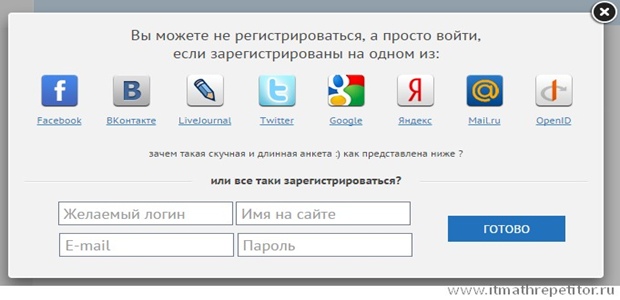 Вы можете не регистрироваться, а просто войти,
если зарегистрированы на одном из:
Facebook ВКонтакте LiveJournal Twitter Google Яндекс Mail.ru OpenID
зачем такая скучная и длинная анкета :) как представлена ниже ?
или все таки зарегистрироваться?
Желаемый логин Имя на сайте
E-mail Пароль
ГОТОВО
www.itmathrepetitor.ru